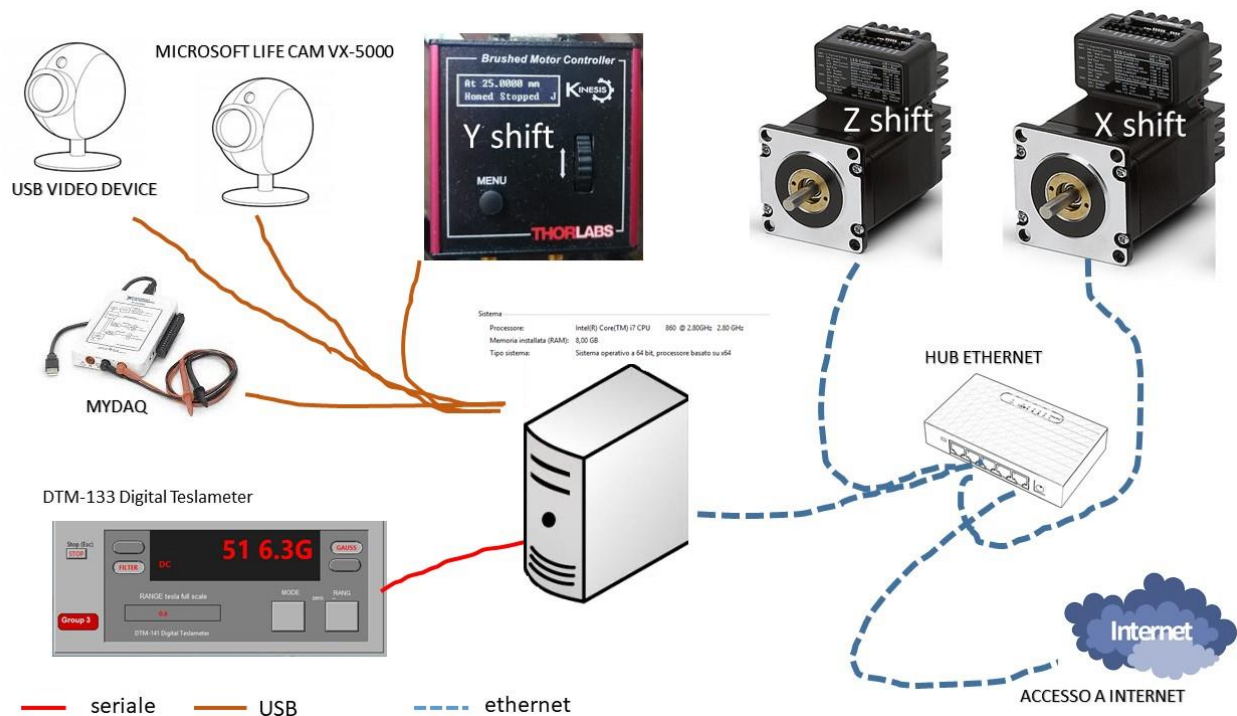 MICROSOFT LIFE CAM VX-5000
USB VIDEO DEVICE
Brushed Motor Controller
At 25.0000 mm
Homed Stopped J
KINESIS
Y shift
MENU
THORLABS
Z shift
X shift
MYDAQ
Sistema
Processore: Intel(R) Core(TM) i7 CPU 860 @ 2.80GHz 2.80 GHz
Memoria installata (RAM): 8,00 GB
Tipo sistema: Sistema operativo a 64 bit, processore basato su x64
HUB ETHERNET
DTM-133 Digital Teslameter
Stop (Esc)
STOP
FILTER
DC
51 6.3G
GAUSS
RANGE tesla full scale
0.6
MODE
zero
RANG
Group 3
DTM-141 Digital Teslameter
Internet
ACCESSO A INTERNET
seriale
USB
ethernet